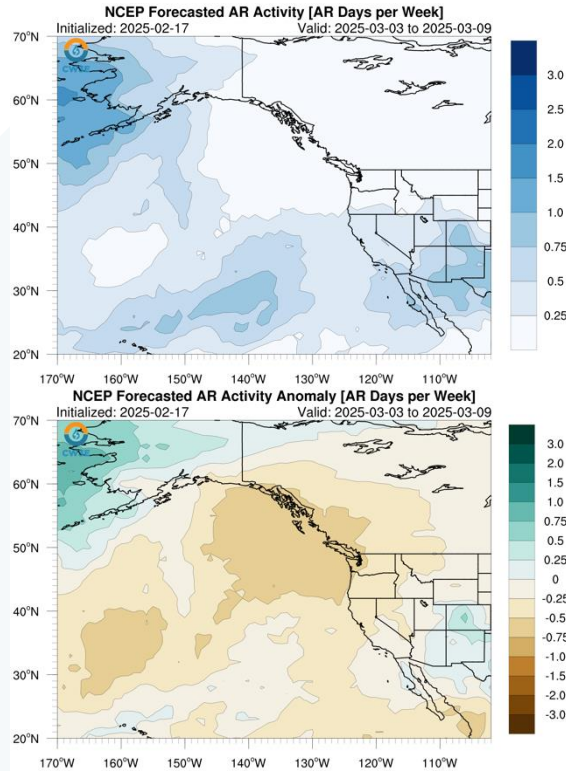 NCEP Forecasted AR Activity [AR Days per Week]
Initialized: 2025-02-17 Valid: 2025-03-03 to 2025-03-09
70°N
60°N
50°N
40°N
30°N
20°N
170°W 160°W 150°W 140°W 130°W 120°W 110°W
CW3E
3.0
2.5
2.0
1.5
1.0
0.75
0.50
0.25
NCEP Forecasted AR Activity Anomaly [AR Days per Week]
Initialized: 2025-02-17 Valid: 2025-03-03 to 2025-03-09
70°N
60°N
50°N
40°N
30°N
20°N
170°W 160°W 150°W 140°W 130°W 120°W 110°W
CW3E
3.0
2.0
1.5
1.0
0.75
0.5
0.25
0
-0.25
-0.5
-0.75
-1.0
-1.5
-2.0
-3.0